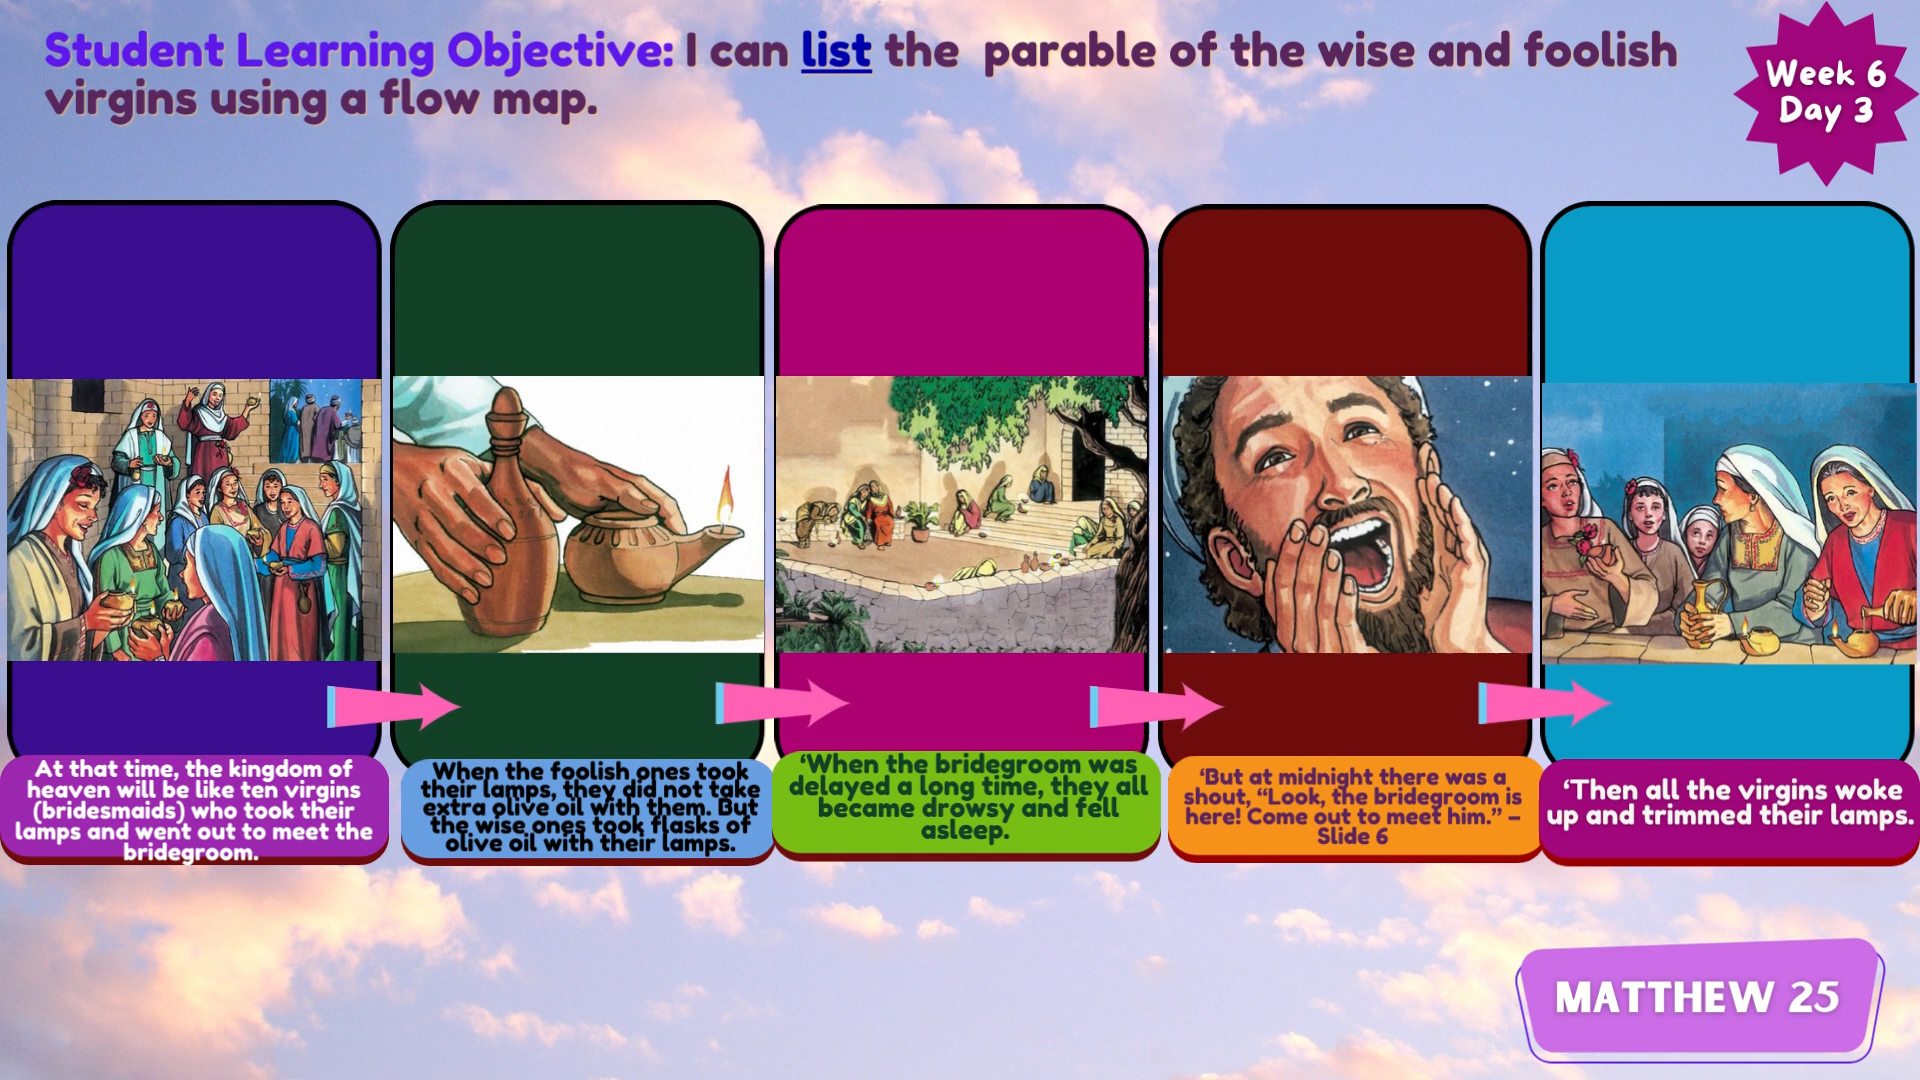 Student Learning Objective: I can list the parable of the wise and foolish
virgins using a flow map.
Week 6
Day 3
At that time, the kingdom of
heaven will be like ten virgins
(bridesmaids) who took their
lamps and went out to meet the
bridegroom.
When the foolish ones took
their lamps, they did not take
extra olive oil with them. But
the wise ones took flasks of
olive oil with their lamps.
‘When the bridegroom was
delayed a long time, they all
became drowsy and fell
asleep.
‘But at midnight there was a
shout, “Look, the bridegroom is
here! Come out to meet him.” –
Slide 6
‘Then all the virgins woke
up and trimmed their lamps.
MATTHEW 25